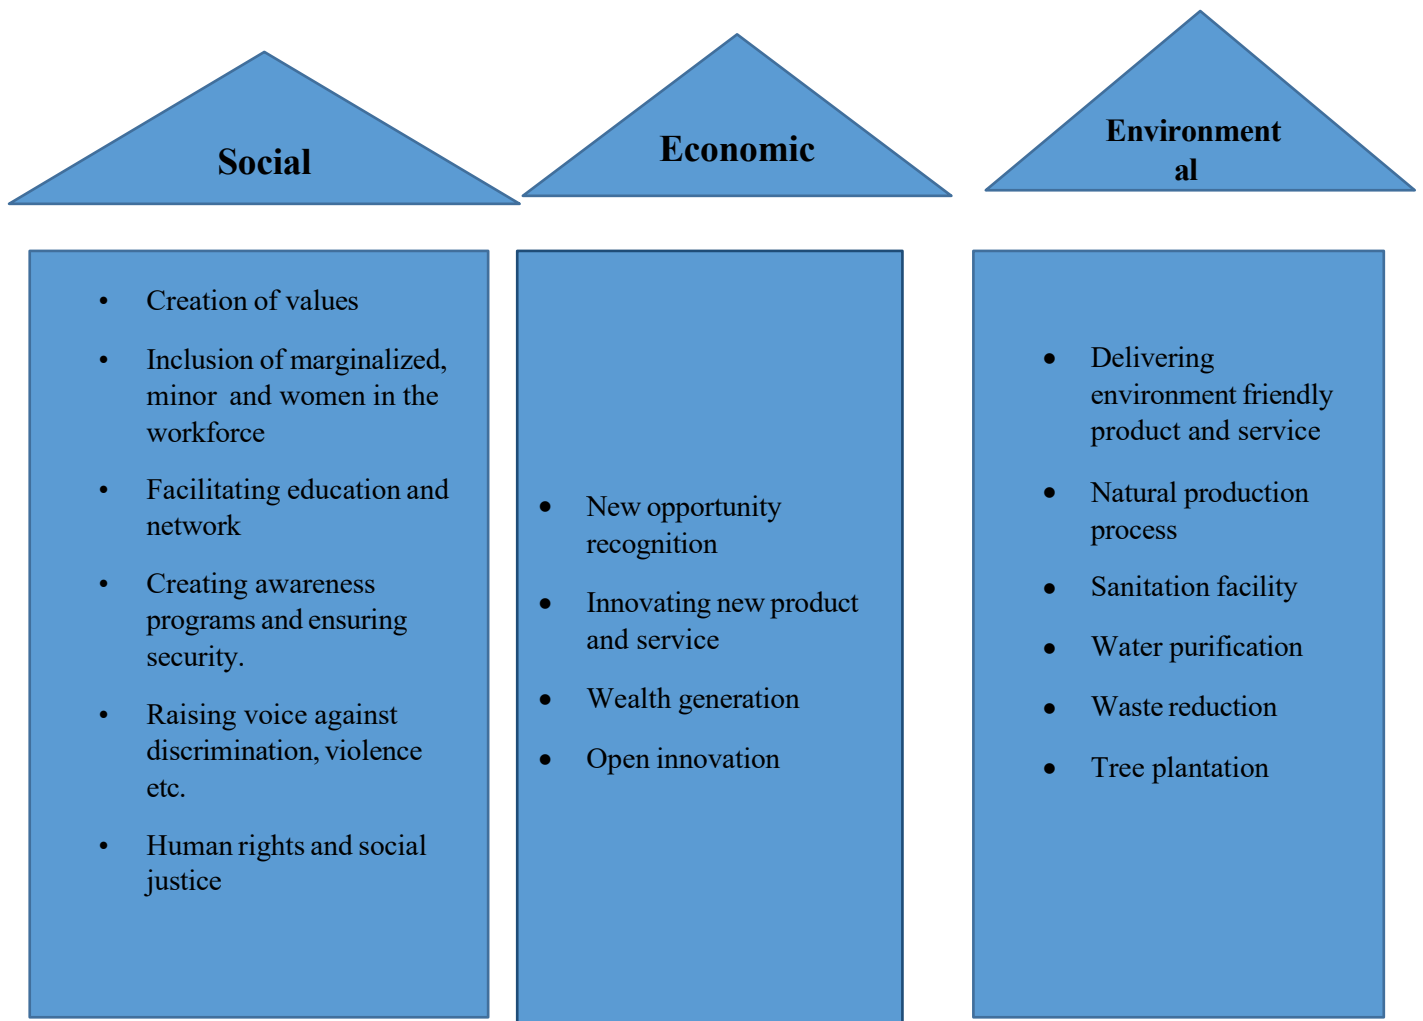 Social
• Creation of values
• Inclusion of marginalized,
minor and women in the
workforce
• Facilitating education and
network
• Creating awareness
programs and ensuring
security.
• Raising voice against
discrimination, violence
etc.
• Human rights and social
justice
Economic
• New opportunity
recognition
• Innovating new product
and service
• Wealth generation
• Open innovation
Environment
al
• Delivering
environment friendly
product and service
• Natural production
process
• Sanitation facility
• Water purification
• Waste reduction
• Tree plantation